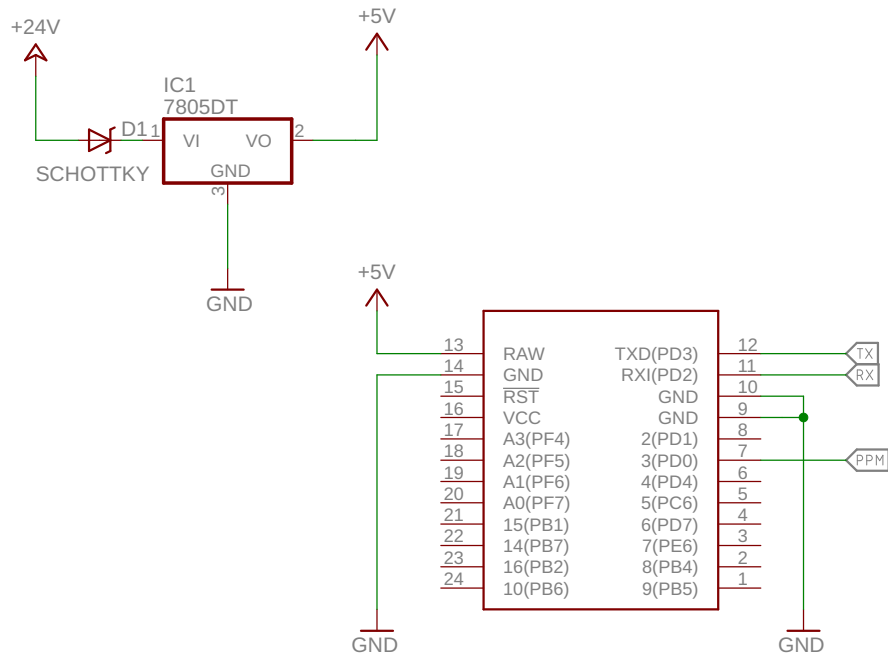 +24V
+5V
IC1
7805DT
D1
1
VI
VO
2
SCHOTTKY
GND
3
GND
+5V
13 RAW TXD(PD3) 12 TX
14 GND RXI(PD2) 11 RX
15 RST GND 10
16 VCC GND 9
17 A3(PF4) 2(PD1) 8
18 A2(PF5) 3(PD0) 7 PPM
19 A1(PF6) 4(PD4) 6
20 A0(PF7) 5(PC6) 5
21 15(PB1) 6(PD7) 4
22 14(PB7) 7(PE6) 3
23 16(PB2) 8(PB4) 2
24 10(PB6) 9(PB5) 1
GND
GND